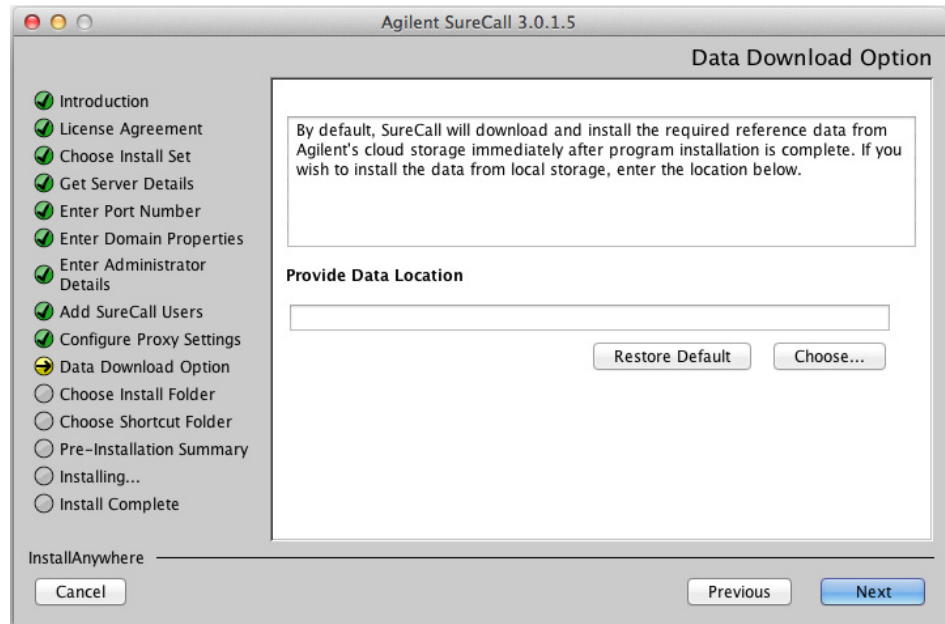 Agilent SureCall 3.0.1.5
Data Download Option
Introduction
License Agreement
Choose Install Set
Get Server Details
Enter Port Number
Enter Domain Properties
Enter Administrator
Details
Add SureCall Users
Configure Proxy Settings
Data Download Option
Choose Install Folder
Choose Shortcut Folder
Pre-Installation Summary
Installing...
Install Complete
By default, SureCall will download and install the required reference data from
Agilent's cloud storage immediately after program installation is complete. If you
wish to install the data from local storage, enter the location below.
Provide Data Location
Restore Default
Choose...
InstallAnywhere
Cancel
Previous
Next